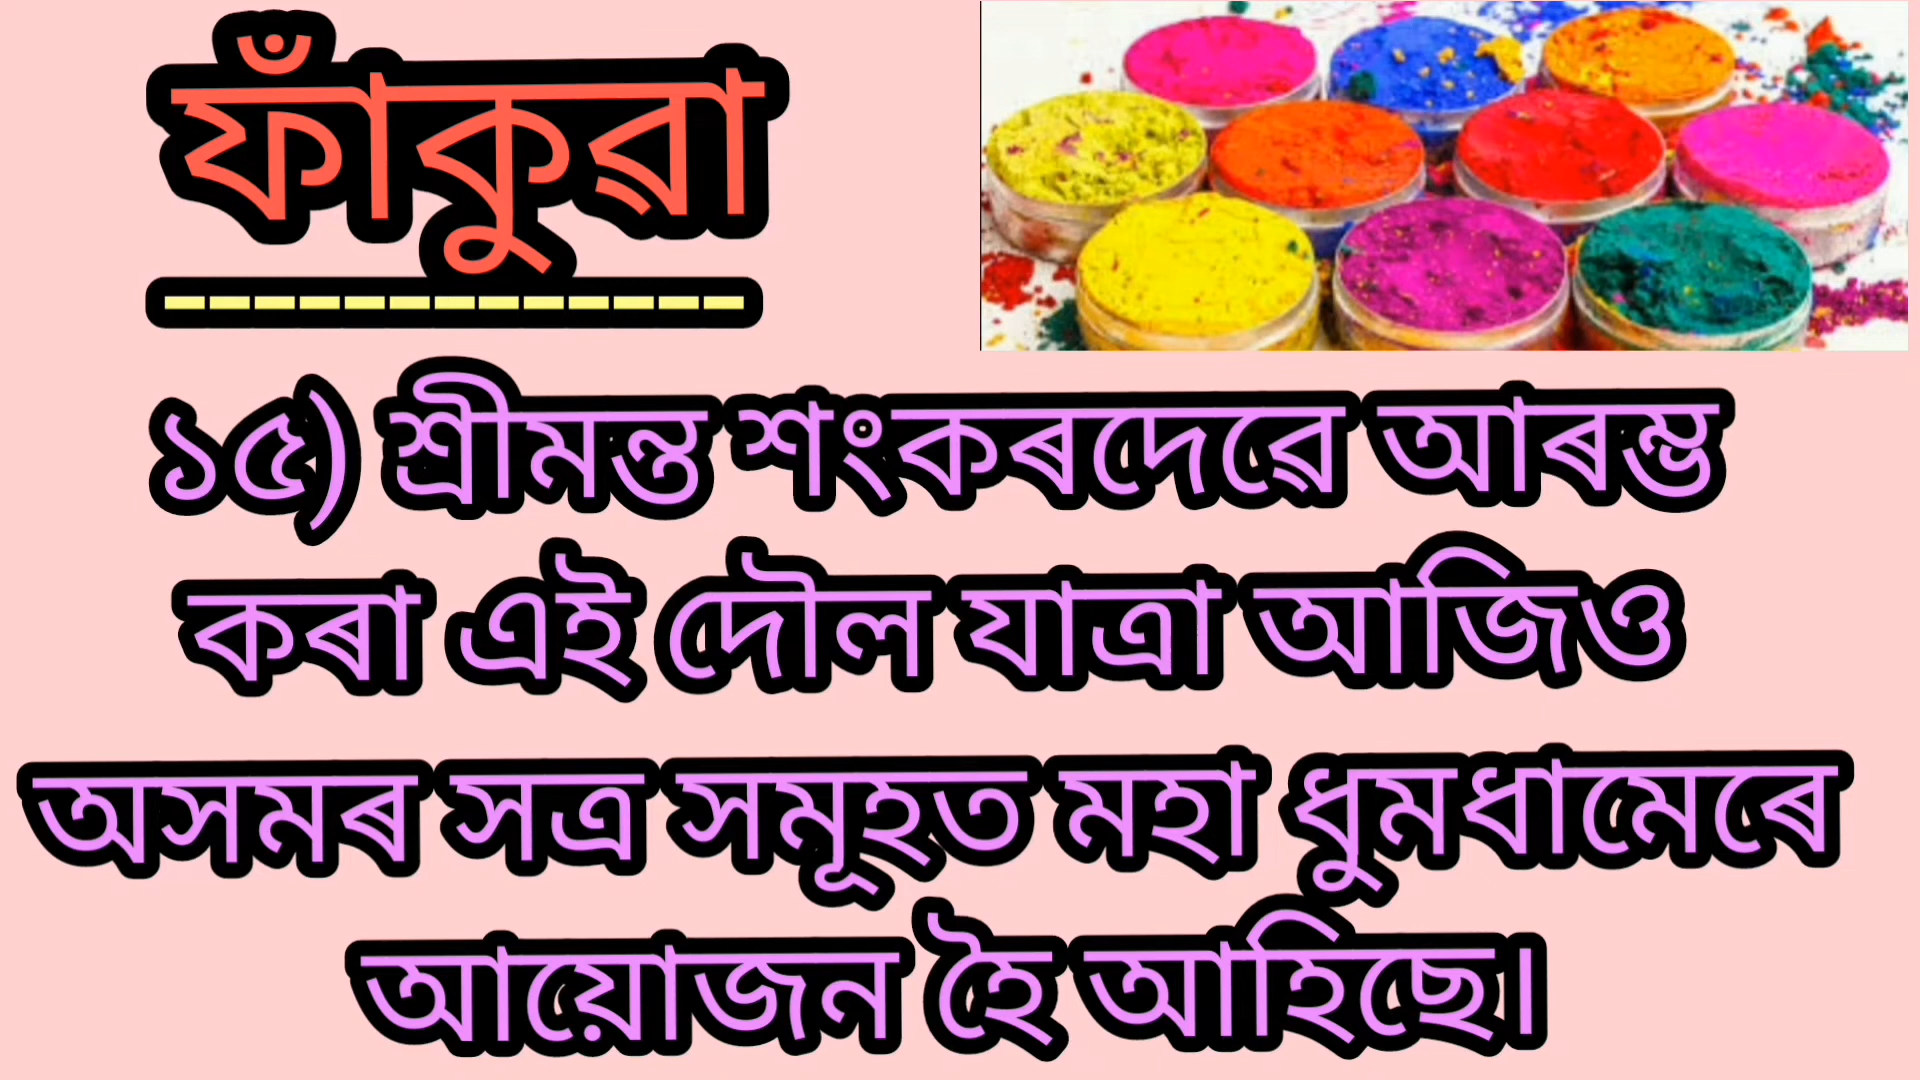 ফাঁকুৱা
--------------
১৫) শ্ৰীমন্ত শংকৰদেৱে আৰম্ভ
কৰা এই দৌল যাত্ৰা আজিও
অসমৰ সত্ৰ সমূহত মহা ধুমধামেৰে
আয়োজন হৈ আহিছে।